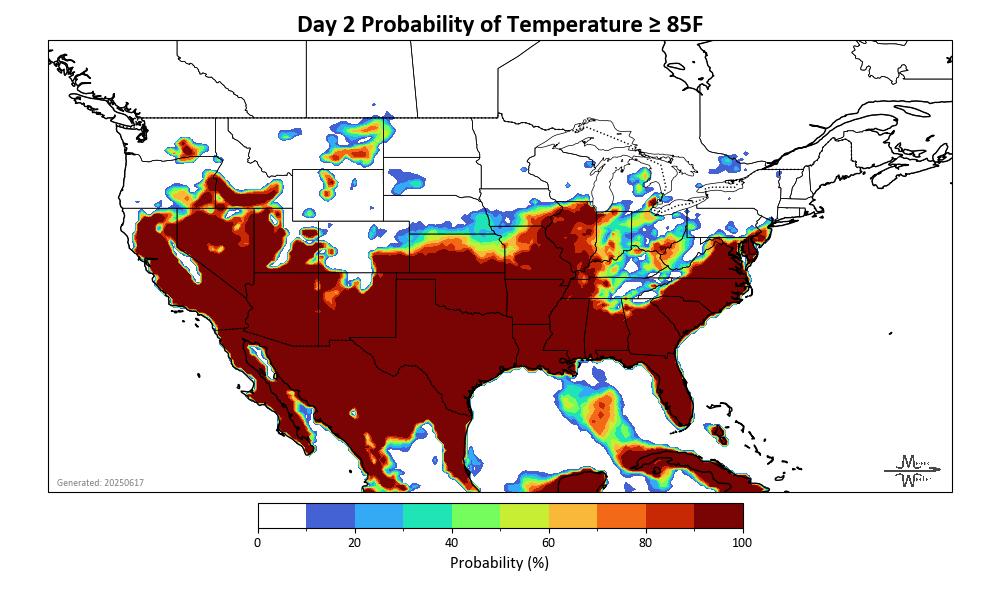 Day 2 Probability of Temperature ≥ 85F
Generated: 20250617
0 20 40 60 80 100
Probability (%)